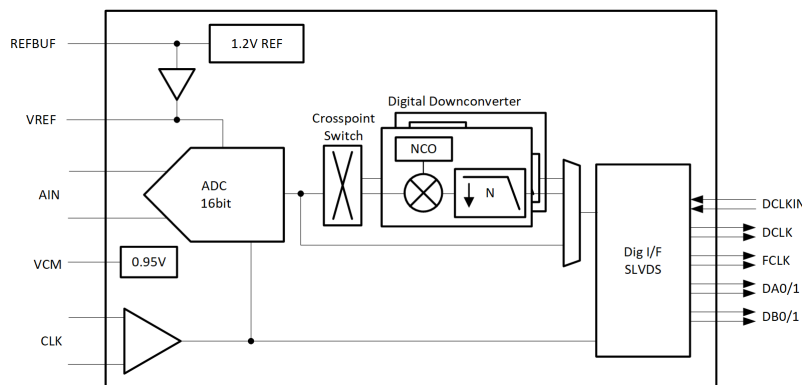 REFBUF
1.2V REF
VREF
Digital Downconverter
Crosspoint
Switch
NCO
ADC
16bit
N
AIN
DCLKIN
DCLK
Dig I/F
SLVDS
FCLK
VCM
0.95V
DA0/1
DB0/1
CLK